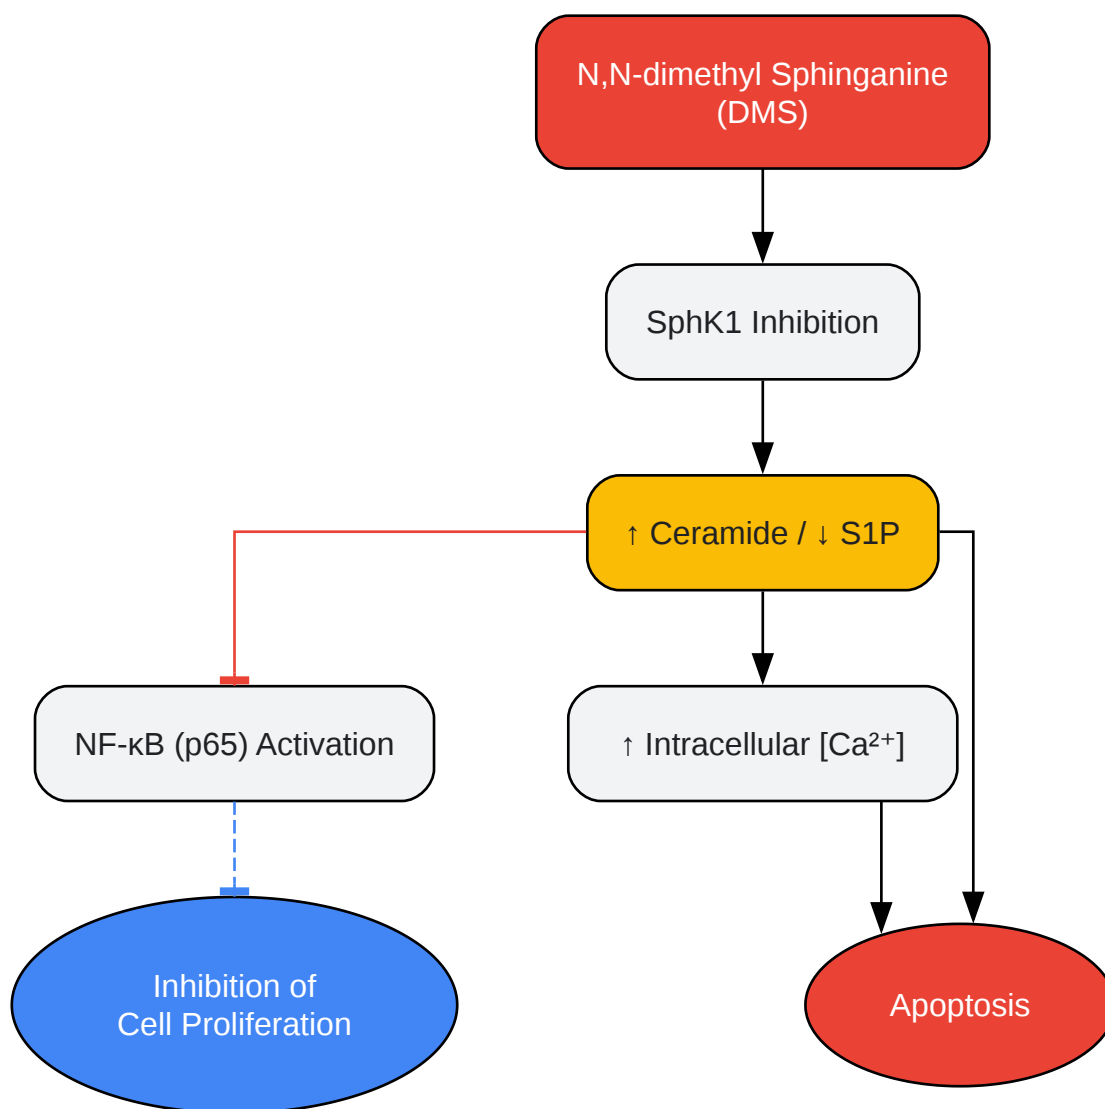 N,N-dimethyl Sphinganine
(DMS)
SphK1 Inhibition
↑ Ceramide / ↓ S1P
NF-κB (p65) Activation
↑ Intracellular [Ca²⁺]
Inhibition of
Cell Proliferation
Apoptosis